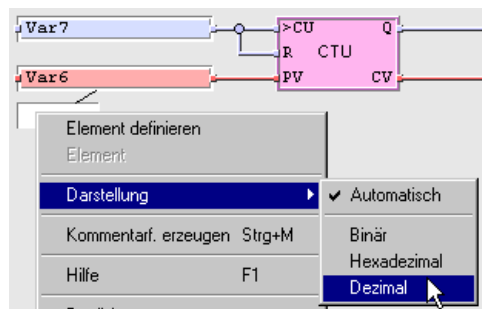 Var7 >CU Q
R CTU
Var6 PV CV
Element definieren
Element
Darstellung
Kommentarf. erzeugen Strg+M
Hilfe F1
Automatisch
Binär
Hexadezimal
Dezimal